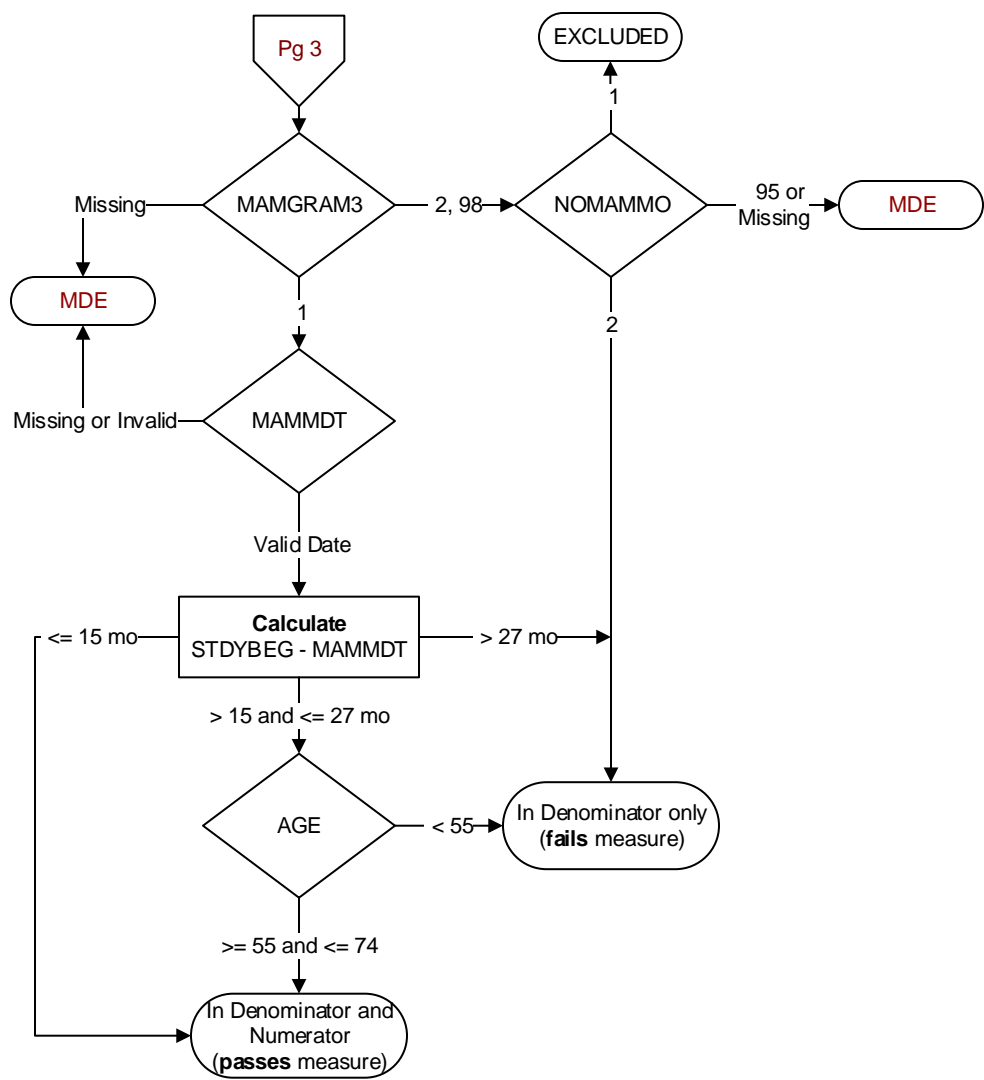 Pg 3
EXCLUDED
1
MAMGRAM3
NOMAMMO
Missing
2, 98
95 or
Missing
MDE
MDE
1
2
MAMMDT
Missing or Invalid
Valid Date
Calculate
STDYBEG - MAMMDT
<= 15 mo
> 27 mo
> 15 and <= 27 mo
AGE
< 55
In Denominator only
(fails measure)
>= 55 and <= 74
In Denominator and
Numerator
(passes measure)